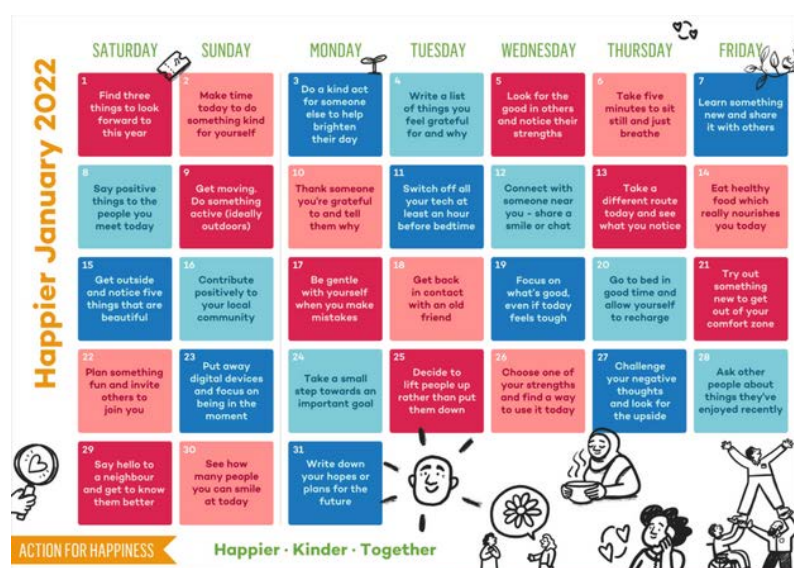 Happier January 2022
SATURDAY SUNDAY MONDAY TUESDAY WEDNESDAY THURSDAY FRIDAY
1
Find three
things to look
forward to
this year
2
Make time
today to do
something kind
for yourself
3
Do a kind act
for someone
else to help
brighten
their day
4
Write a list
of things you
feel grateful
for and why
5
Look for the
good in others
and notice their
strengths
6
Take five
minutes to sit
still and just
breathe
7
Learn something
new and share
it with others
8
Say positive
things to the
people you
meet today
9
Get moving.
Do something
active (ideally
outdoors)
10
Thank someone
you're grateful
to and tell
them why
11
Switch off all
your tech at
least an hour
before bedtime
12
Connect with
someone near
you - share a
smile or chat
13
Take a
different route
today and see
what you notice
14
Eat healthy
food which
really nourishes
you today
15
Get outside
and notice five
things that are
beautiful
16
Contribute
positively to
your local
community
17
Be gentle
with yourself
when you make
mistakes
18
Get back
in contact
with an old
friend
19
Focus on
what's good,
even if today
feels tough
20
Go to bed in
good time and
allow yourself
to recharge
21
Try out
something
new to get
out of your
comfort zone
22
Plan something
fun and invite
others to
join you
23
Put away
digital devices
and focus on
being in the
moment
24
Take a small
step towards an
important goal
25
Decide to
lift people up
rather than put
them down
26
Choose one of
your strengths
and find a way
to use it today
27
Challenge
your negative
thoughts
and look for
the upside
28
Ask other
people about
things they've
enjoyed recently
29
Say hello to
a neighbour
and get to know
them better
30
See how
many people
you can smile
at today
31
Write down
your hopes or
plans for the
future
ACTION FOR HAPPINESS
Happier · Kinder · Together